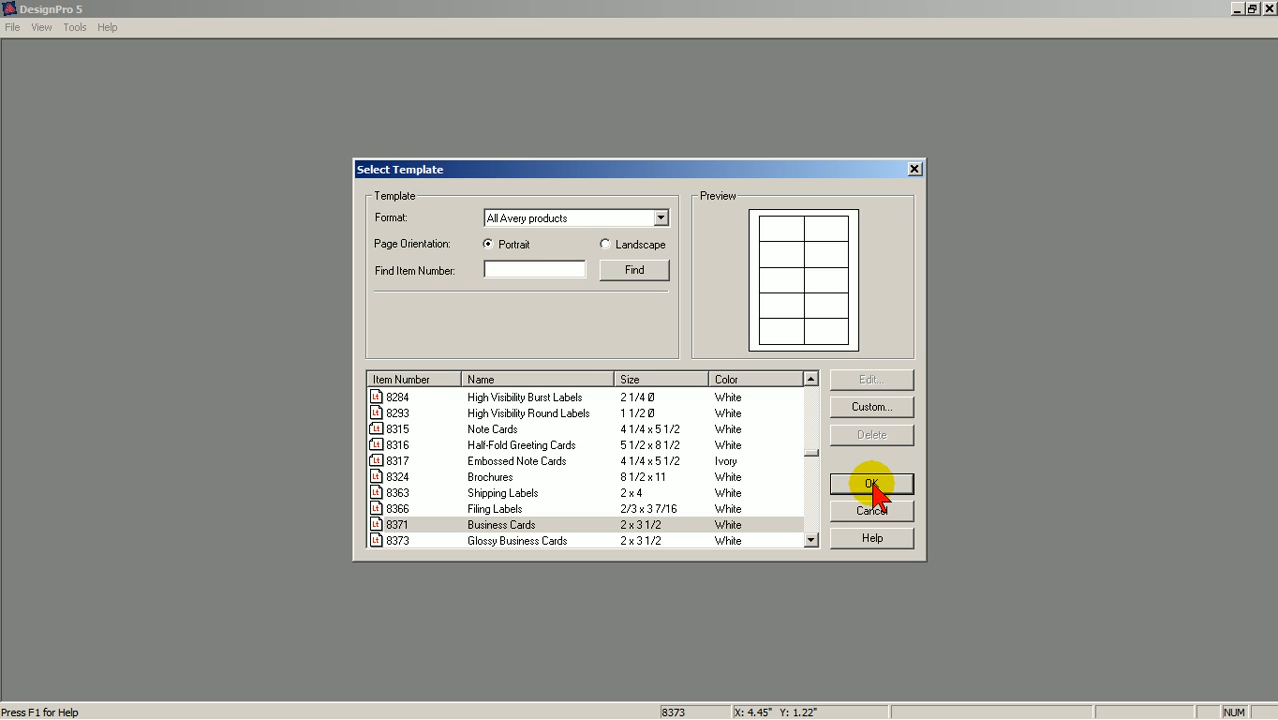 DesignPro 5
File View Tools Help
Select Template
Template
Preview
Format: All Avery products
Page Orientation: Portrait Landscape
Find Item Number: Find
Item Number Name Size Color
8284 High Visibility Burst Labels 2 1/4 Ø White
8293 High Visibility Round Labels 1 1/2 Ø White
8315 Note Cards 4 1/4 x 5 1/2 White
8316 Half-Fold Greeting Cards 5 1/2 x 8 1/2 White
8317 Embossed Note Cards 4 1/4 x 5 1/2 Ivory
8324 Brochures 8 1/2 x 11 White
8363 Shipping Labels 2 x 4 White
8366 Filing Labels 2/3 x 3 7/16 White
8371 Business Cards 2 x 3 1/2 White
8373 Glossy Business Cards 2 x 3 1/2 White
Edit...
Custom...
Delete
OK
Cancel
Help
Press F1 for Help 8373 X: 4.45" Y: 1.22" NUM